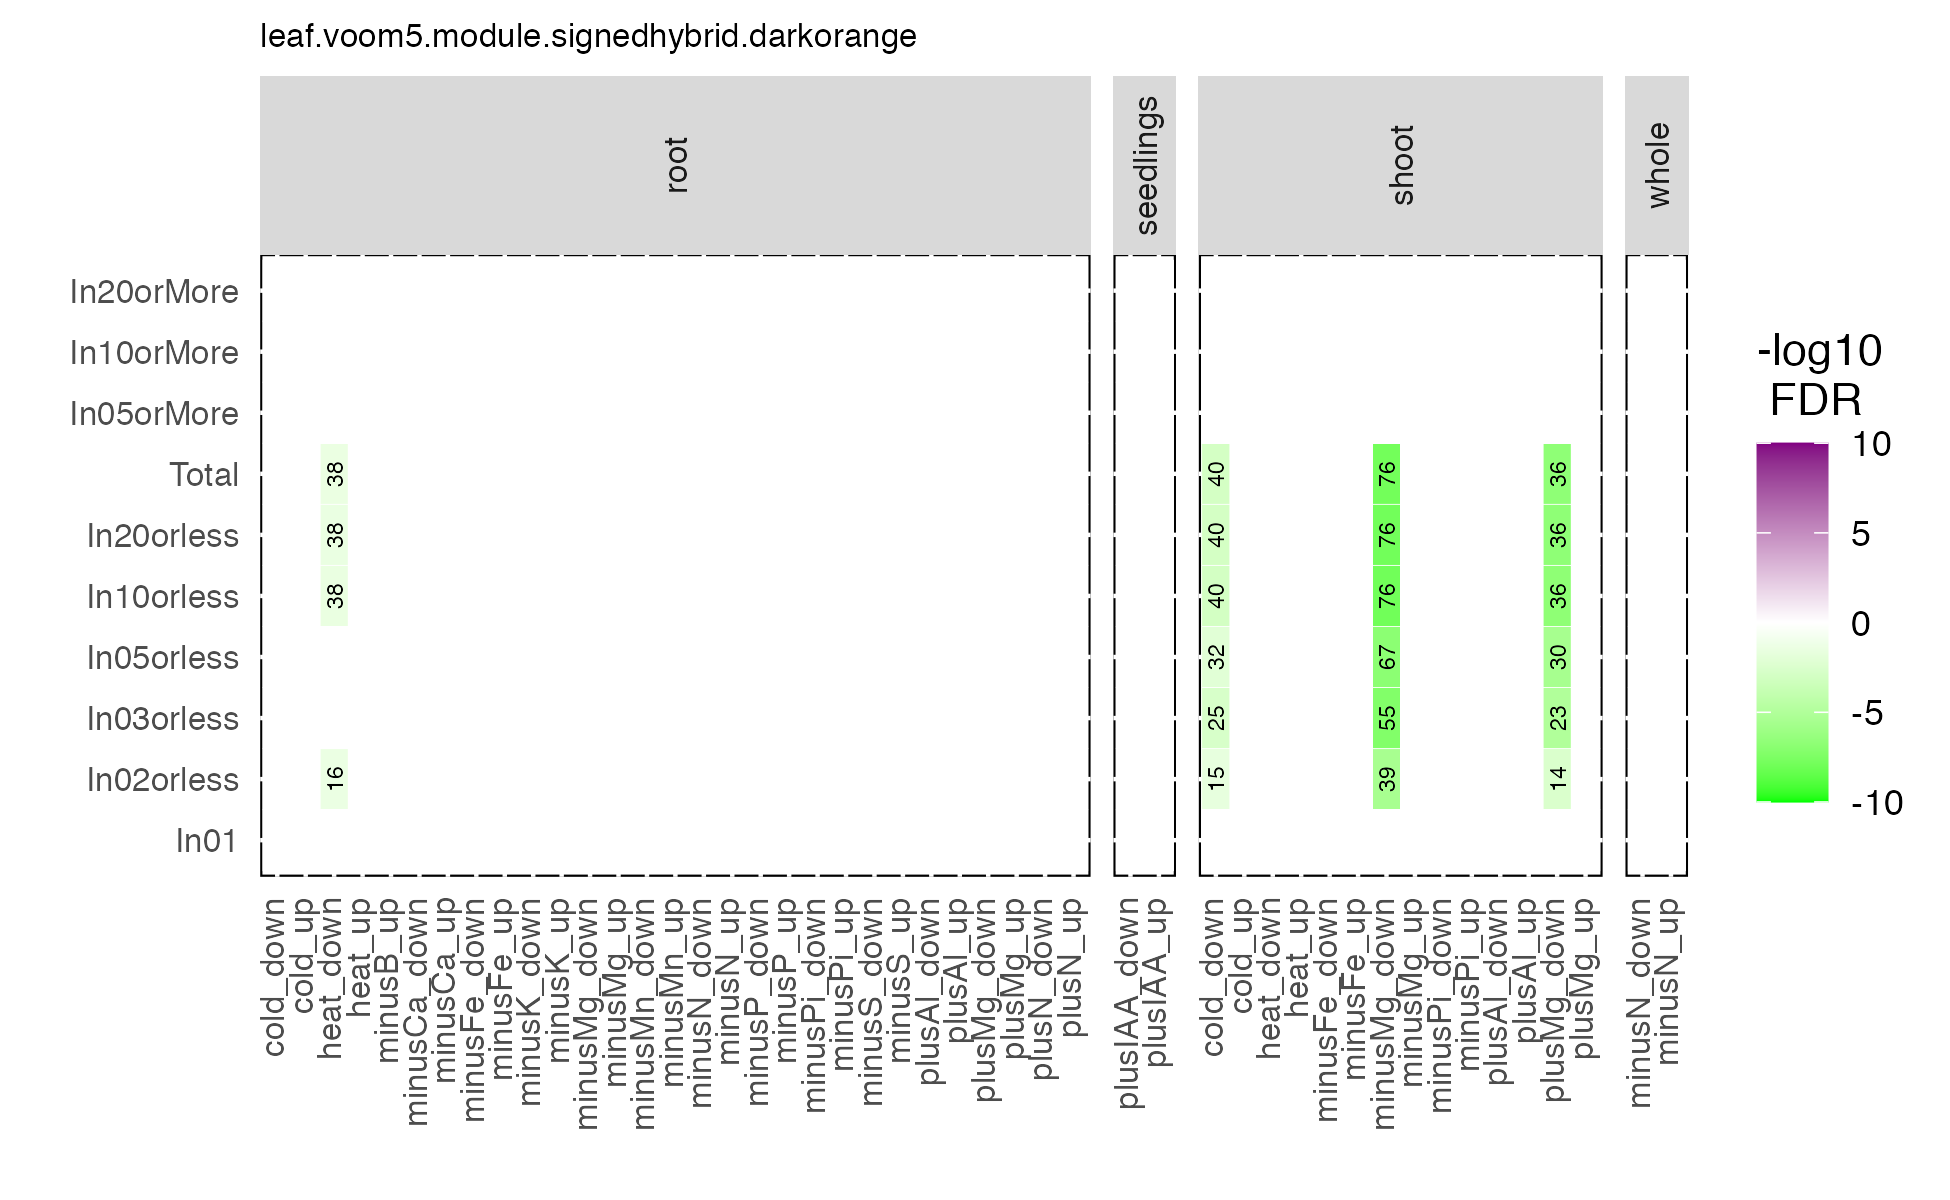 leaf.voom5.module.signedhybrid.darkorange
root
seedlings
shoot
whole
In20orMore
In10orMore
In05orMore
Total 38 40 76 36
In20orless 38 40 76 36
In10orless 38 40 76 36
In05orless 32 67 30
In03orless 25 55 23
In02orless 16 15 39 14
In01
cold_down
cold_up
heat_down
heat_up
minusB_up
minusCa_down
minusCa_up
minusFe_down
minusFe_up
minusK_down
minusK_up
minusMg_down
minusMg_up
minusMn_down
minusMn_up
minusN_down
minusN_up
minusP_down
minusP_up
minusPi_down
minusPi_up
minusS_down
minusS_up
plusAl_down
plusAl_up
plusMg_down
plusMg_up
plusN_down
plusN_up
plusIAA_down
plusIAA_up
cold_down
cold_up
heat_down
heat_up
minusFe_down
minusFe_up
minusMg_down
minusMg_up
minusPi_down
minusPi_up
plusAl_down
plusAl_up
plusMg_down
plusMg_up
minusN_down
minusN_up
-log10
FDR
10
5
0
-5
-10